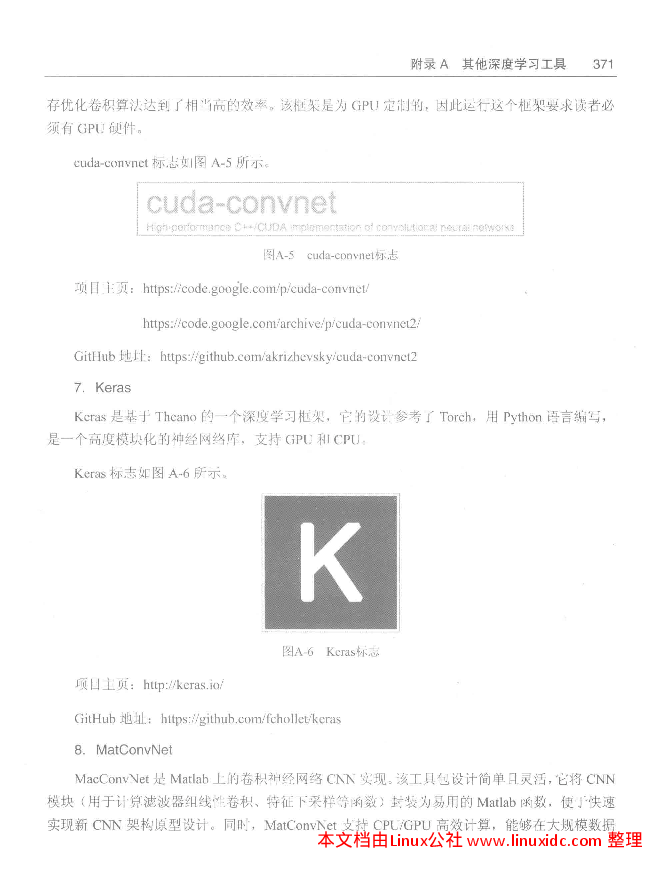 附录 A 其他深度学习工具 371
存优化卷积算法达到了相当高的效率。该框架是为 GPU 定制的，因此运行这个框架要求读者必
须有 GPU 硬件。
cuda-convnet 标志如图 A-5 所示。
cuda-convnet
High-performance C++/CUDA implementation of convolutional neural networks
图A-5 cuda-convnet标志
项目主页：https://code.google.com/p/cuda-convnet/
https://code.google.com/archive/p/cuda-convnet2/
GitHub 地址：https://github.com/akrizhevsky/cuda-convnet2
7. Keras
Keras 是基于 Theano 的一个深度学习框架，它的设计参考了 Torch，用 Python 语言编写，
是一个高度模块化的神经网络库，支持 GPU 和 CPU。
Keras 标志如图 A-6 所示。
K
图A-6 Keras标志
项目主页：http://keras.io/
GitHub 地址：https://github.com/fchollet/keras
8. MatConvNet
MacConvNet 是 Matlab 上的卷积神经网络 CNN 实现。该工具包设计简单且灵活，它将 CNN
模块（用于计算滤波器组线性卷积、特征下采样等函数）封装为易用的 Matlab 函数，便于快速
实现新 CNN 架构原型设计。同时，MatConvNet 支持 CPU/GPU 高效计算，能够在大规模数据
本文档由Linux公社 www.linuxidc.com 整理